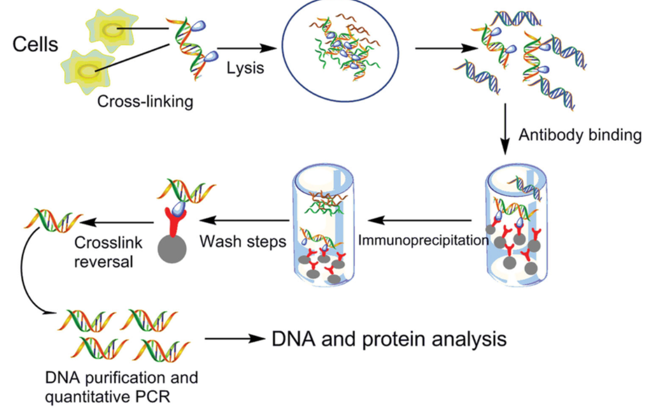 Cells
Cross-linking
Lysis
Antibody binding
Immunoprecipitation
Wash steps
Crosslink
reversal
DNA purification and
quantitative PCR
DNA and protein analysis